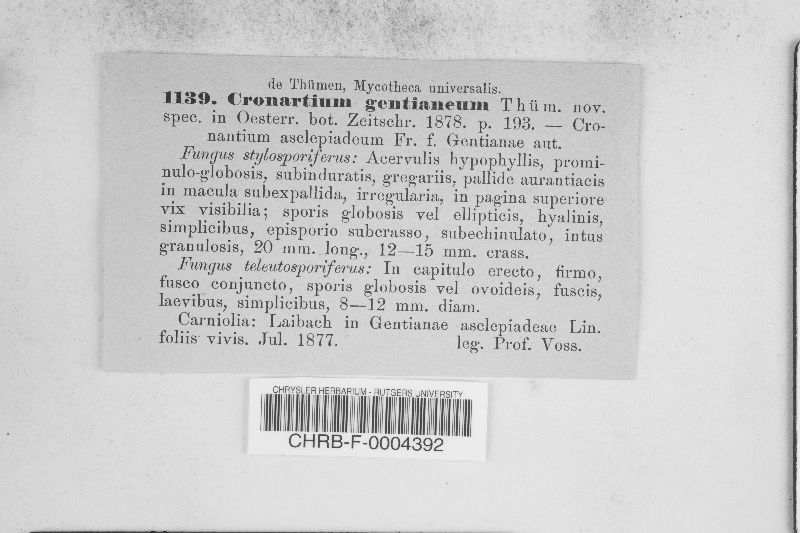 de Thümen, Mycotheca universalis.
1139. Cronartium gentianeum Thüm. nov.
spec. in Oesterr. bot. Zeitschr. 1878. p. 193. — Cro-
nantium asclepiadeum Fr. f. Gentianae aut.
Fungus stylosporiferus: Acervulis hypophyllis, promi-
nulo-globosis, subinduratis, gregariis, pallide aurantiacis
in macula subexpallida, irregularia, in pagina superiore
vix visibilia; sporis globosis vel ellipticis, hyalinis,
simplicibus, episporio subcrasso, subechinulato, intus
granulosis, 20 mm. long., 12—15 mm. crass.
Fungus teleutosporiferus: In capitulo erecto, firmo,
fusco conjuncto, sporis globosis vel ovoideis, fuscis,
laevibus, simplicibus, 8—12 mm. diam.
Carniolia: Laibach in Gentianae asclepiadeae Lin.
foliis vivis. Jul. 1877. leg. Prof. Voss.
CHRYSLER HERBARIUM - RUTGERS UNIVERSITY
CHRB-F-0004392